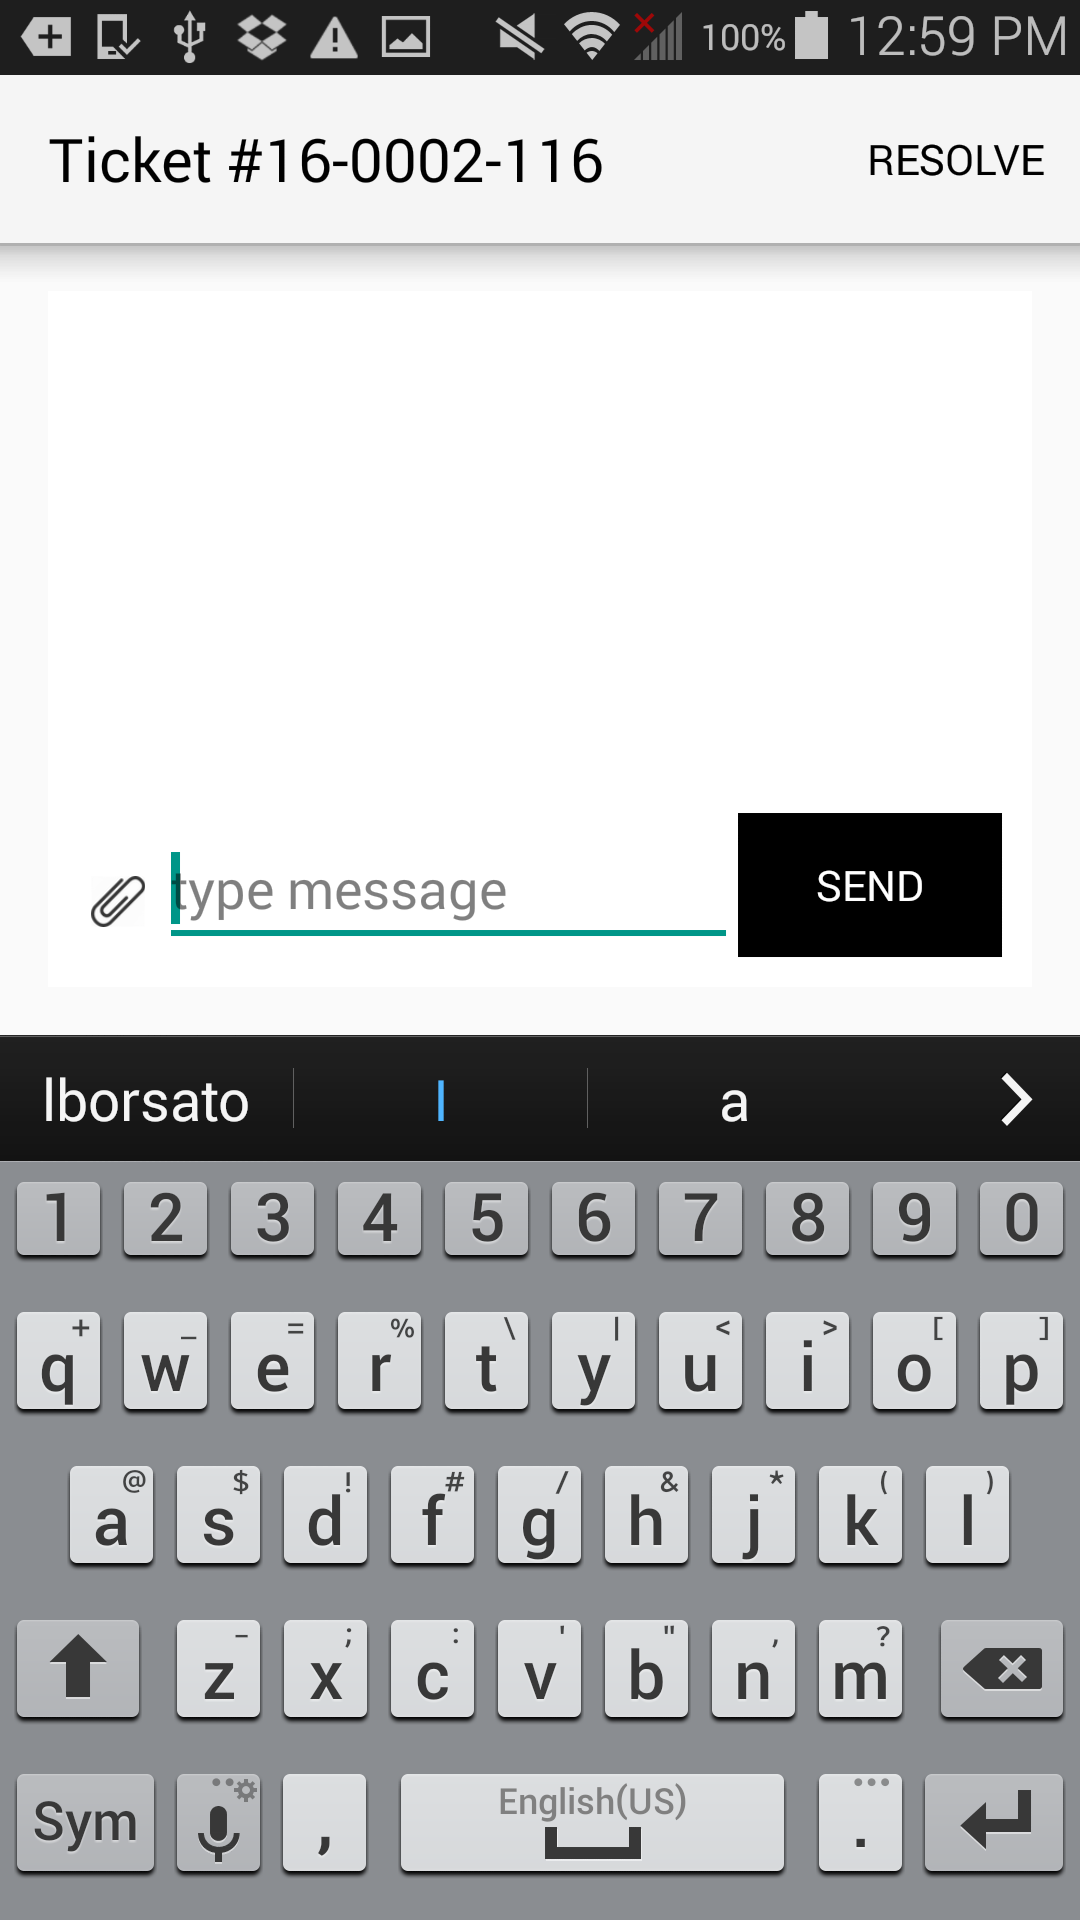 100% 12:59 PM
Ticket #16-0002-116 RESOLVE
type message SEND
lborsato l a
1 2 3 4 5 6 7 8 9 0
+ _ = % \ | < > [ ]
q w e r t y u i o p
@ $ ! # / & * ( )
a s d f g h j k l
- ; : ' " , ?
z x c v b n m
English(US)
Sym , .